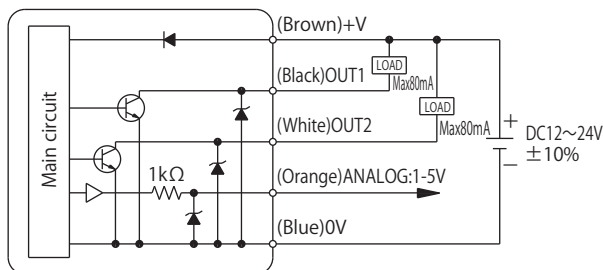 (Brown)+V
LOAD
(Black)OUT1
Max80mA
LOAD
Main circuit
(White)OUT2
Max80mA
+
DC12～24V
−
±10%
1kΩ
(Orange)ANALOG:1-5V
(Blue)0V